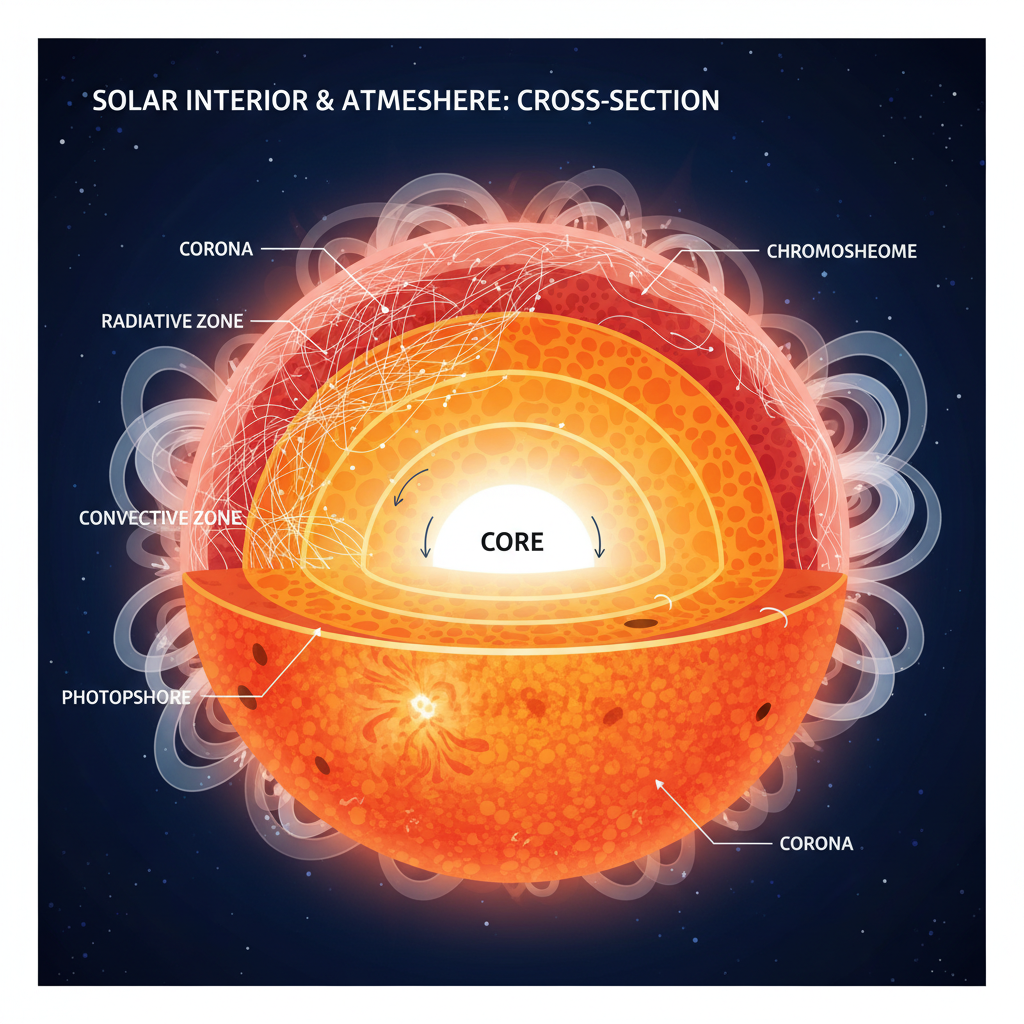 SOLAR INTERIOR & ATMESHERE: CROSS-SECTION
CORONA
CHROMOSHEOME
RADIATIVE ZONE
CONVECTIVE ZONE
CORE
PHOTOPSHORE
CORONA